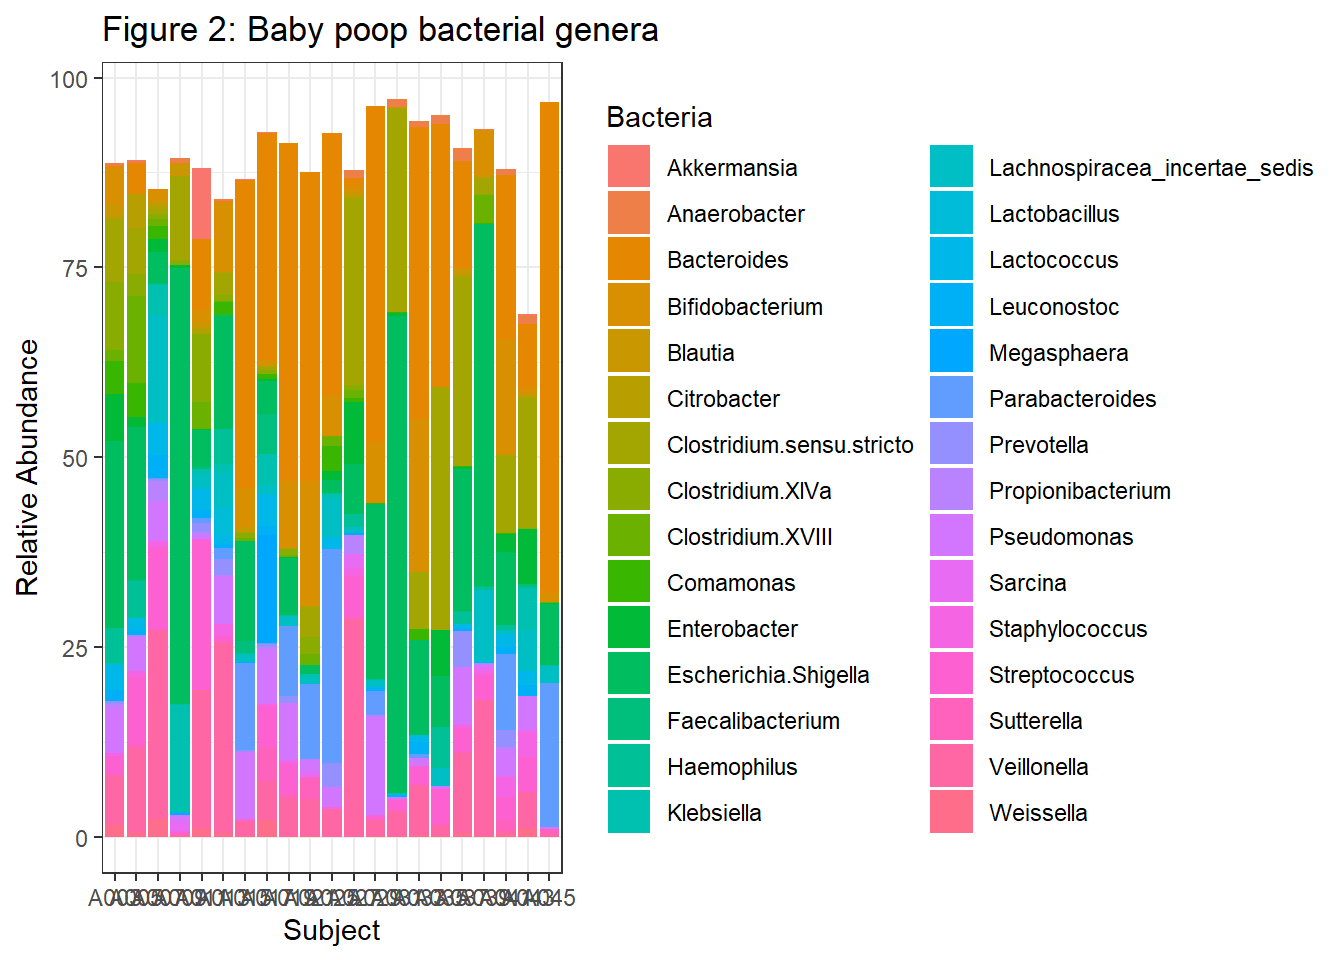 Figure 2: Baby poop bacterial genera
Relative Abundance
100
75
50
25
0
Subject
Bacteria
Akkermansia
Anaerobacter
Bacteroides
Bifidobacterium
Blautia
Citrobacter
Clostridium.sensu.stricto
Clostridium.XlVa
Clostridium.XVIII
Comamonas
Enterobacter
Escherichia.Shigella
Faecalibacterium
Haemophilus
Klebsiella
Lachnospiracea_incertae_sedis
Lactobacillus
Lactococcus
Leuconostoc
Megasphaera
Parabacteroides
Prevotella
Propionibacterium
Pseudomonas
Sarcina
Staphylococcus
Streptococcus
Sutterella
Veillonella
Weissella